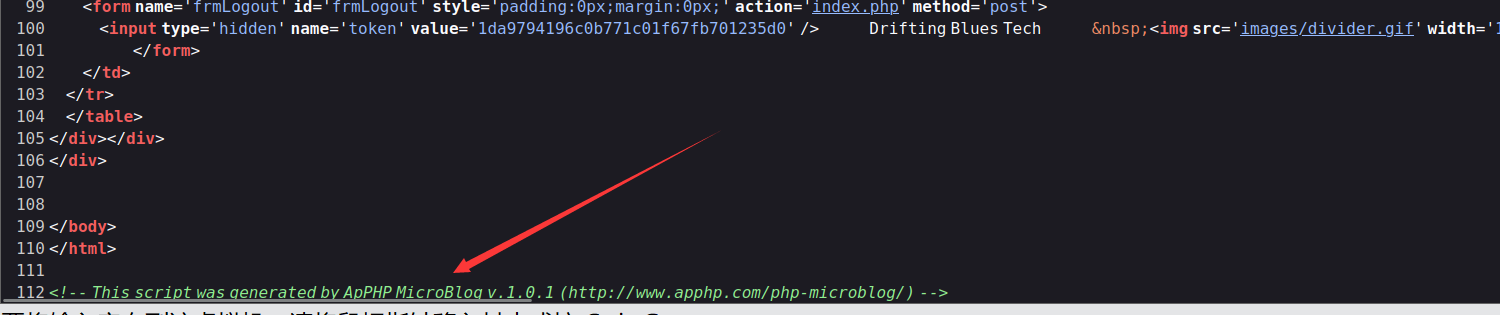 99 <form name='frmLogout' id='frmLogout' style='padding:0px;margin:0px;' action='index.php' method='post'>
100 <input type='hidden' name='token' value='1da9794196c0b771c01f67fb701235d0' /> Drifting Blues Tech &nbsp;<img src='images/divider.gif' width='1
101 </form>
102 </td>
103 </tr>
104 </table>
105 </div></div>
106 </div>
107
108
109 </body>
110 </html>
111
112 <!-- This script was generated by ApPHP MicroBlog v.1.0.1 (http://www.apphp.com/php-microblog/) -->